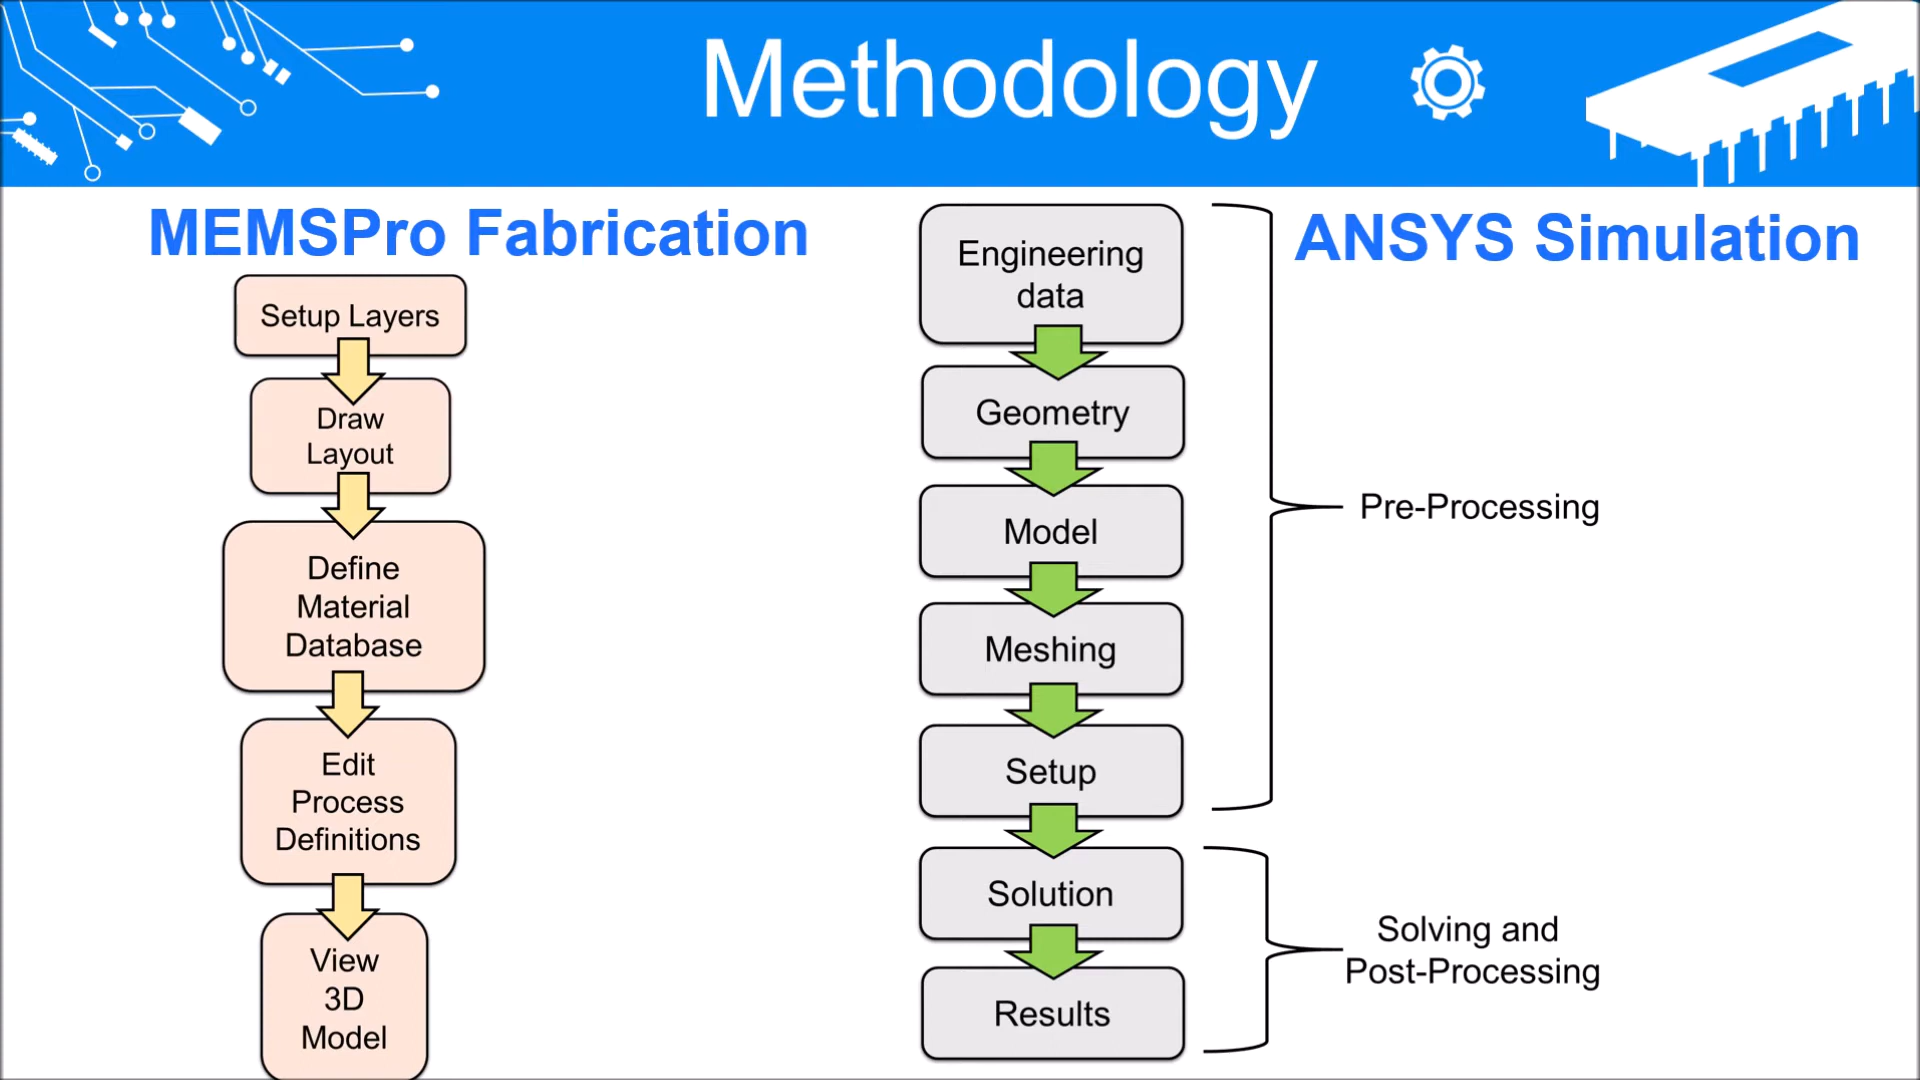 Methodology
MEMSPro Fabrication
Setup Layers
Draw
Layout
Define
Material
Database
Edit
Process
Definitions
View
3D
Model
ANSYS Simulation
Engineering
data
Geometry
Model
Meshing
Setup
Solution
Results
Pre-Processing
Solving and
Post-Processing